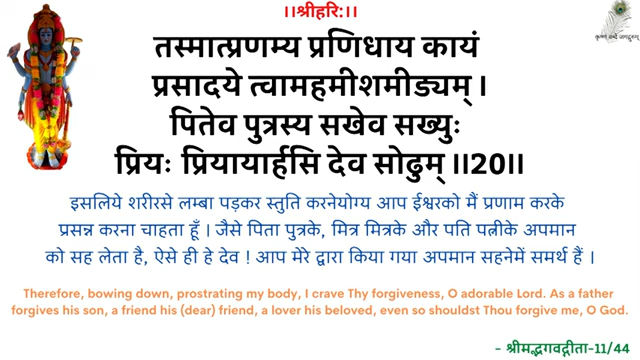 ।।श्रीहरि:।।
कृष्णं वन्दे जगद्गुरुम्
तस्मात्प्रणम्य प्रणिधाय कायं
प्रसादये त्वामहमीशमीड्यम् ।
पितेव पुत्रस्य सखेव सख्युः
प्रियः प्रियायार्हसि देव सोढुम् ।।20।।
इसलिये शरीरसे लम्बा पड़कर स्तुति करनेयोग्य आप ईश्वरको मैं प्रणाम करके
प्रसन्न करना चाहता हूँ । जैसे पिता पुत्रके, मित्र मित्रके और पति पत्नीके अपमान
को सह लेता है, ऐसे ही हे देव ! आप मेरे द्वारा किया गया अपमान सहनेमें समर्थ हैं ।
Therefore, bowing down, prostrating my body, I crave Thy forgiveness, O adorable Lord. As a father
forgives his son, a friend his (dear) friend, a lover his beloved, even so shouldst Thou forgive me, O God.
- श्रीमद्भगवद्गीता-11/44